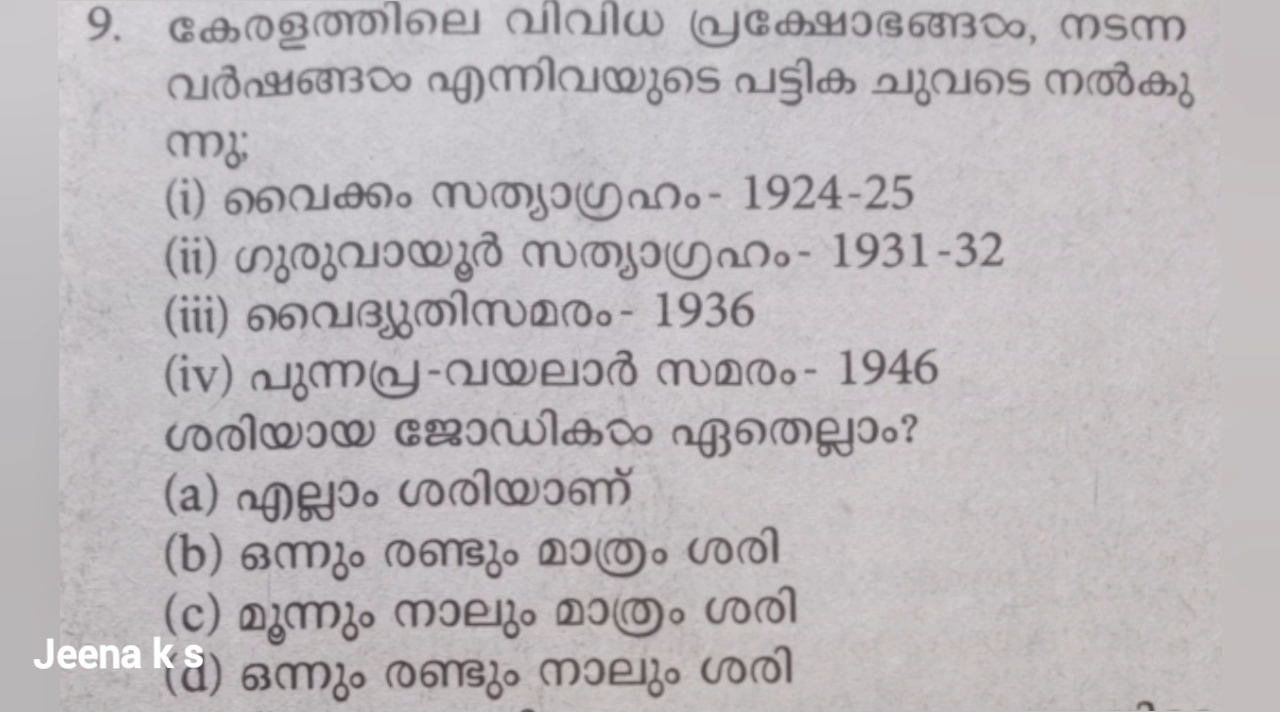 9. കേരളത്തിലെ വിവിധ പ്രക്ഷോഭങ്ങൾ, നടന്ന
വർഷങ്ങൾ എന്നിവയുടെ പട്ടിക ചുവടെ നൽകു
ന്നു:
(i) വൈക്കം സത്യാഗ്രഹം- 1924-25
(ii) ഗുരുവായൂർ സത്യാഗ്രഹം- 1931-32
(iii) വൈദ്യുതിസമരം- 1936
(iv) പുന്നപ്ര-വയലാർ സമരം- 1946
ശരിയായ ജോഡികൾ ഏതെല്ലാം?
(a) എല്ലാം ശരിയാണ്
(b) ഒന്നും രണ്ടും മാത്രം ശരി
(c) മൂന്നും നാലും മാത്രം ശരി
Jeena k s
(d) ഒന്നും രണ്ടും നാലും ശരി